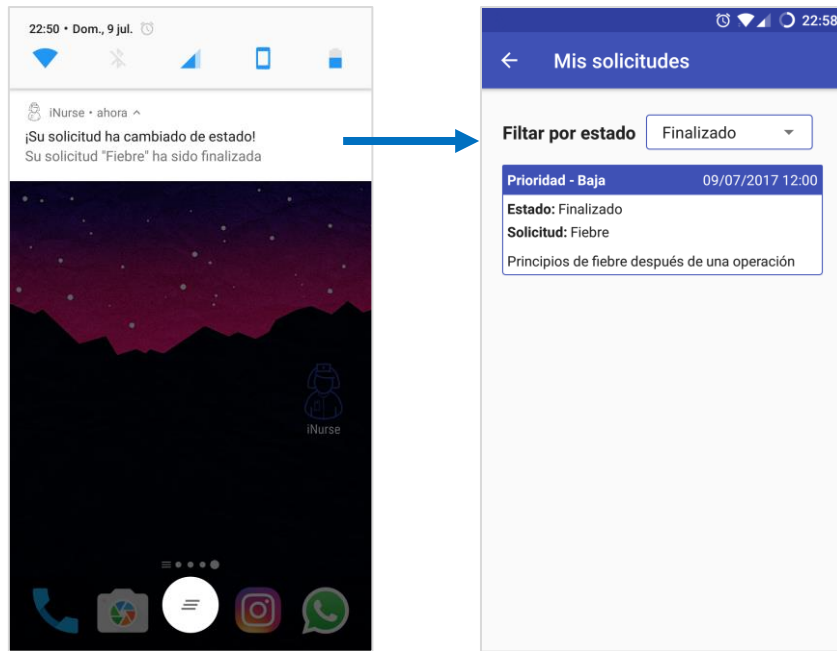 22:50 • Dom., 9 jul.
iNurse • ahora
¡Su solicitud ha cambiado de estado!
Su solicitud "Fiebre" ha sido finalizada
iNurse
22:58
Mis solicitudes
Filtar por estado Finalizado
Prioridad - Baja 09/07/2017 12:00
Estado: Finalizado
Solicitud: Fiebre
Principios de fiebre después de una operación